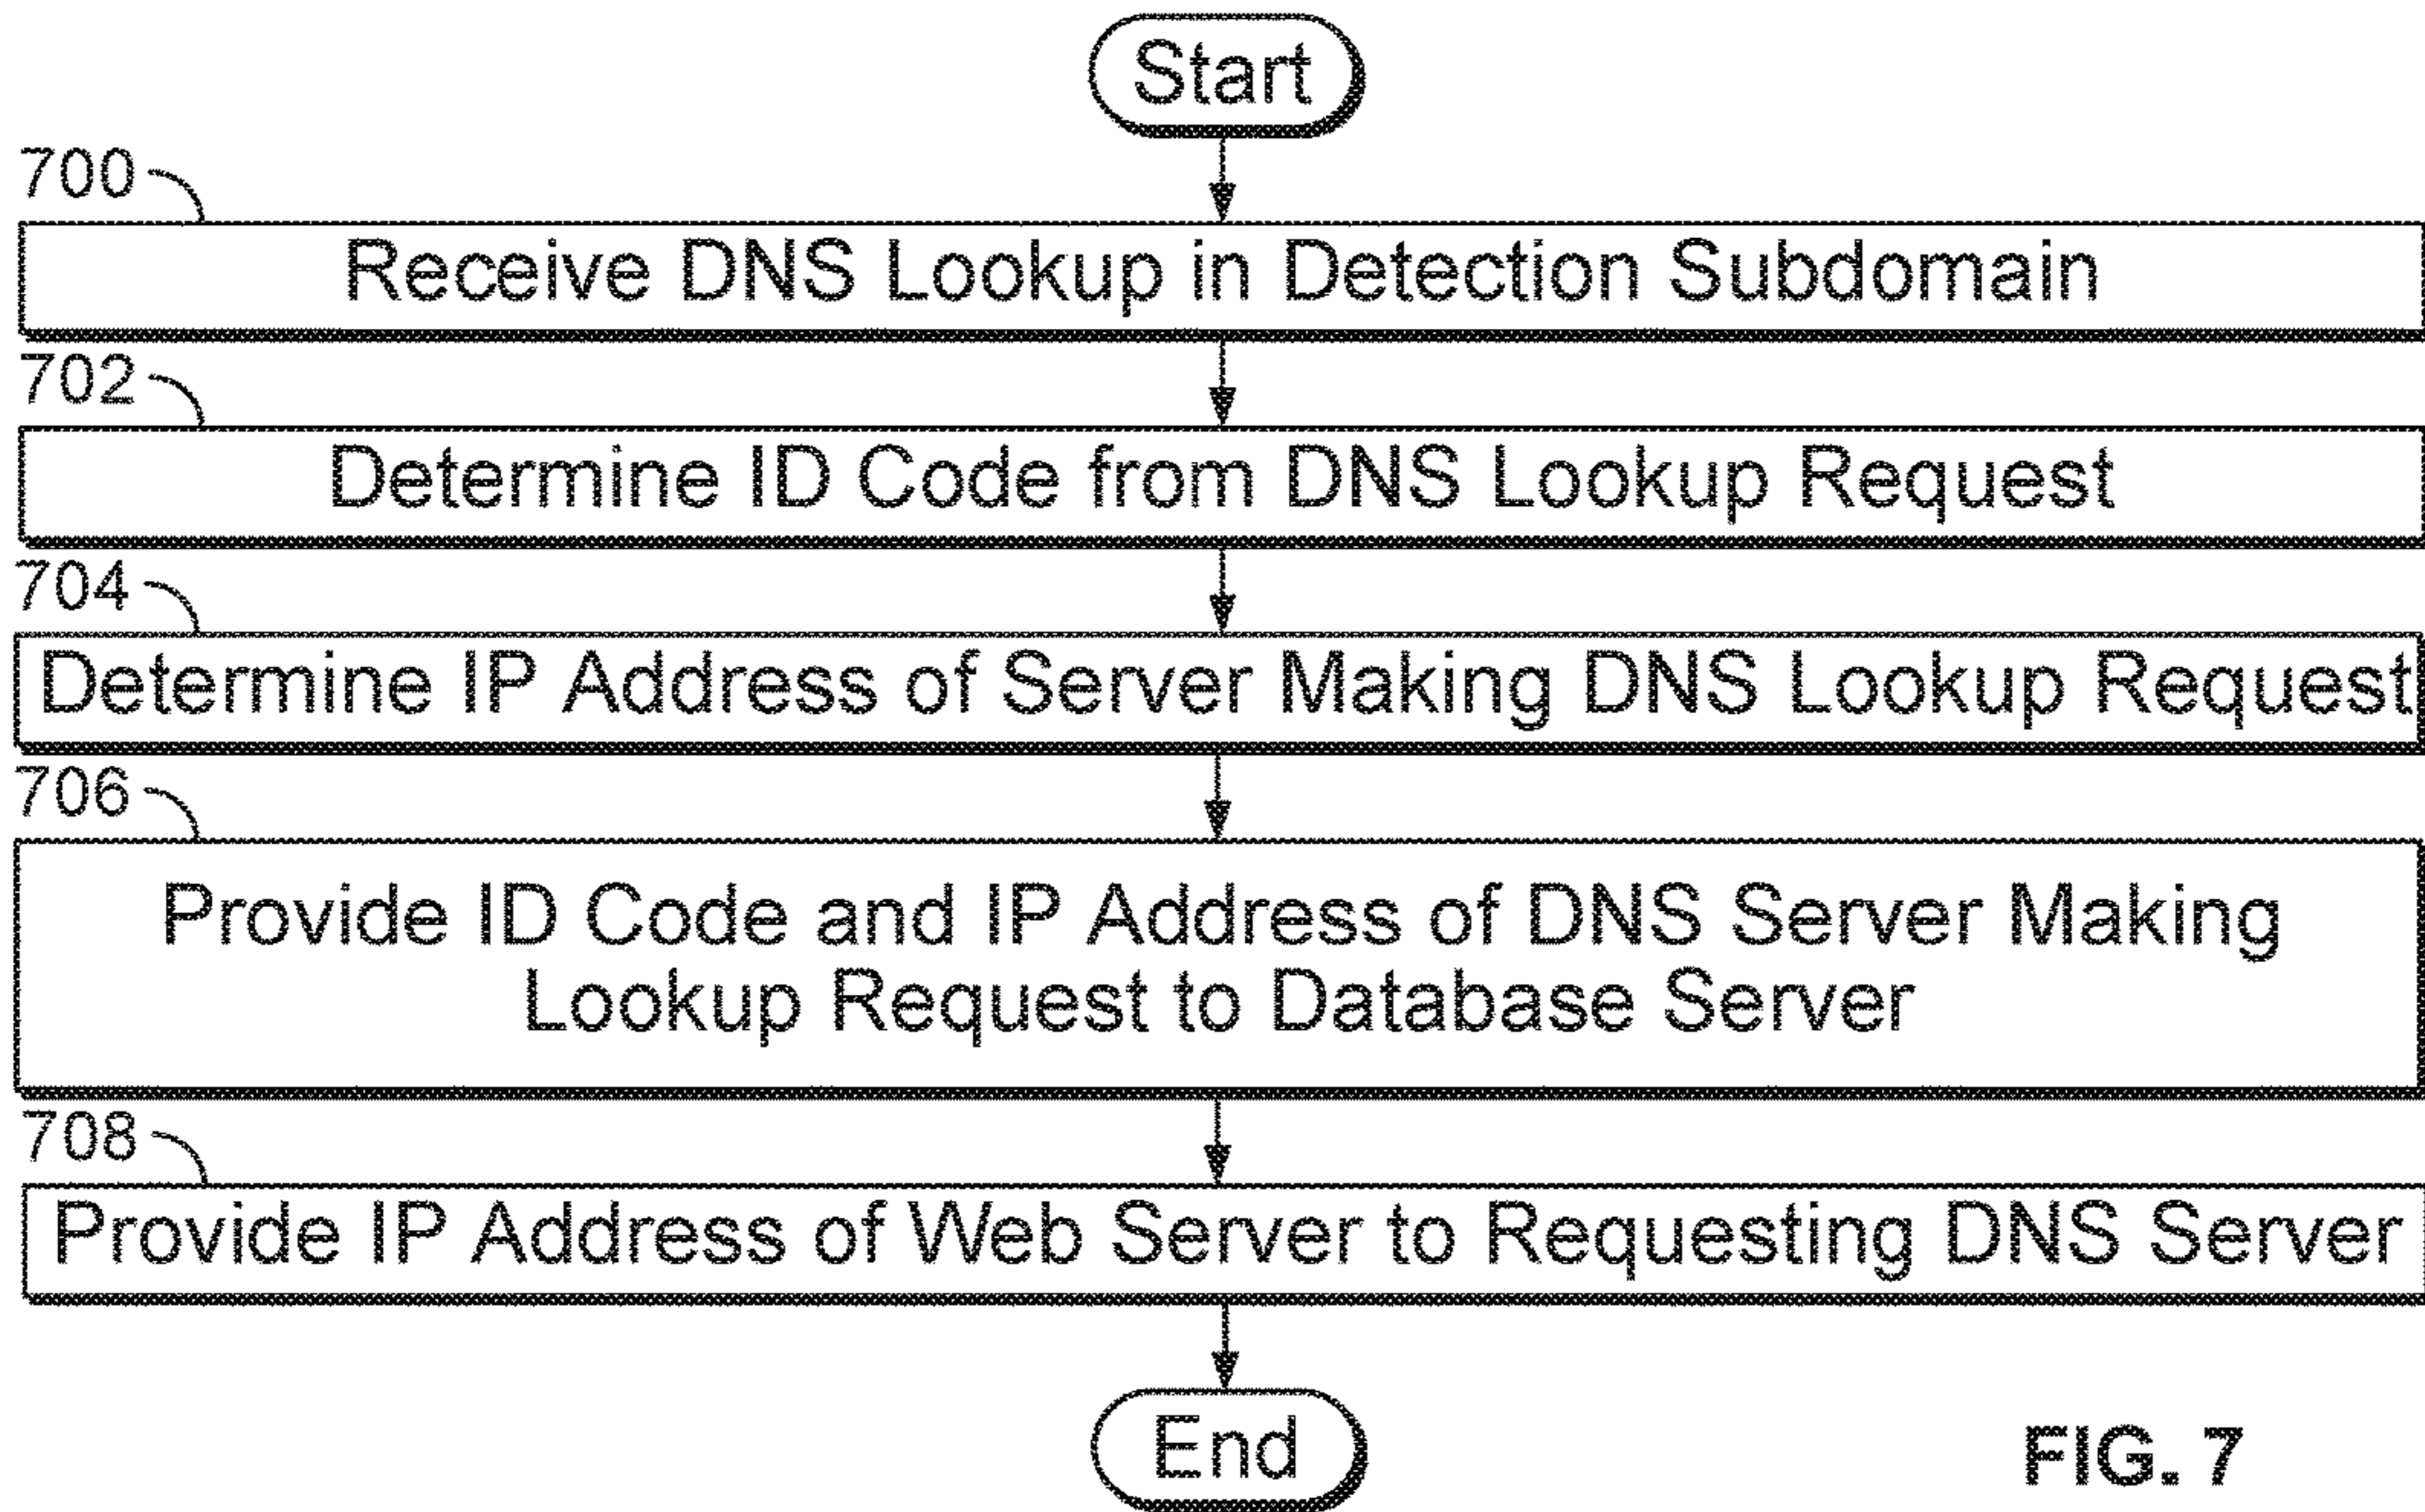 Start
700
Receive DNS Lookup in Detection Subdomain
702
Determine ID Code from DNS Lookup Request
704
Determine IP Address of Server Making DNS Lookup Request
706
Provide ID Code and IP Address of DNS Server Making
Lookup Request to Database Server
708
Provide IP Address of Web Server to Requesting DNS Server
End
FIG. 7